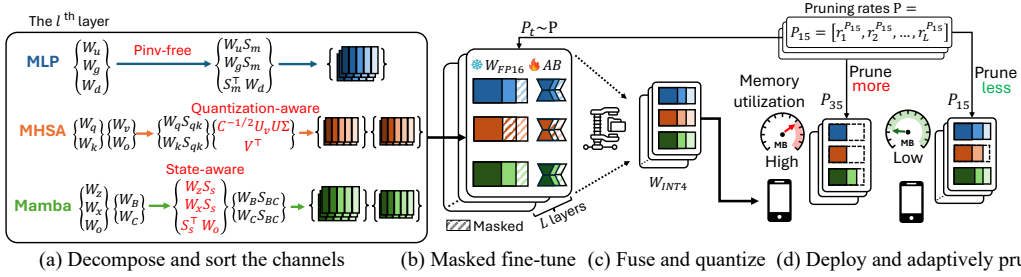 The l th layer
MLP
{W_u W_g W_d}
Pinv-free
{W_u S_m W_g S_m S_m^⊤ W_d}
MHSA
{W_q W_k} {W_v W_o}
{W_q S_qk W_k S_qk}
Quantization-aware
{C^{-1/2} U_v U Σ V^⊤}
Mamba
{W_z W_x W_o} {W_B W_C}
State-aware
{W_z S_s W_x S_s S_s^⊤ W_o}
{W_B S_BC W_C S_BC}
(a) Decompose and sort the channels
P_t~P
W_FP16
AB
L layers
Masked
(b) Masked fine-tune
W_INT4
(c) Fuse and quantize
Pruning rates P =
P_15 = [r_1^{P_15}, r_2^{P_15}, ..., r_L^{P_15}]
Prune
more
Prune
less
Memory
utilization
MB
High
P_35
MB
Low
P_15
(d) Deploy and adaptively pru